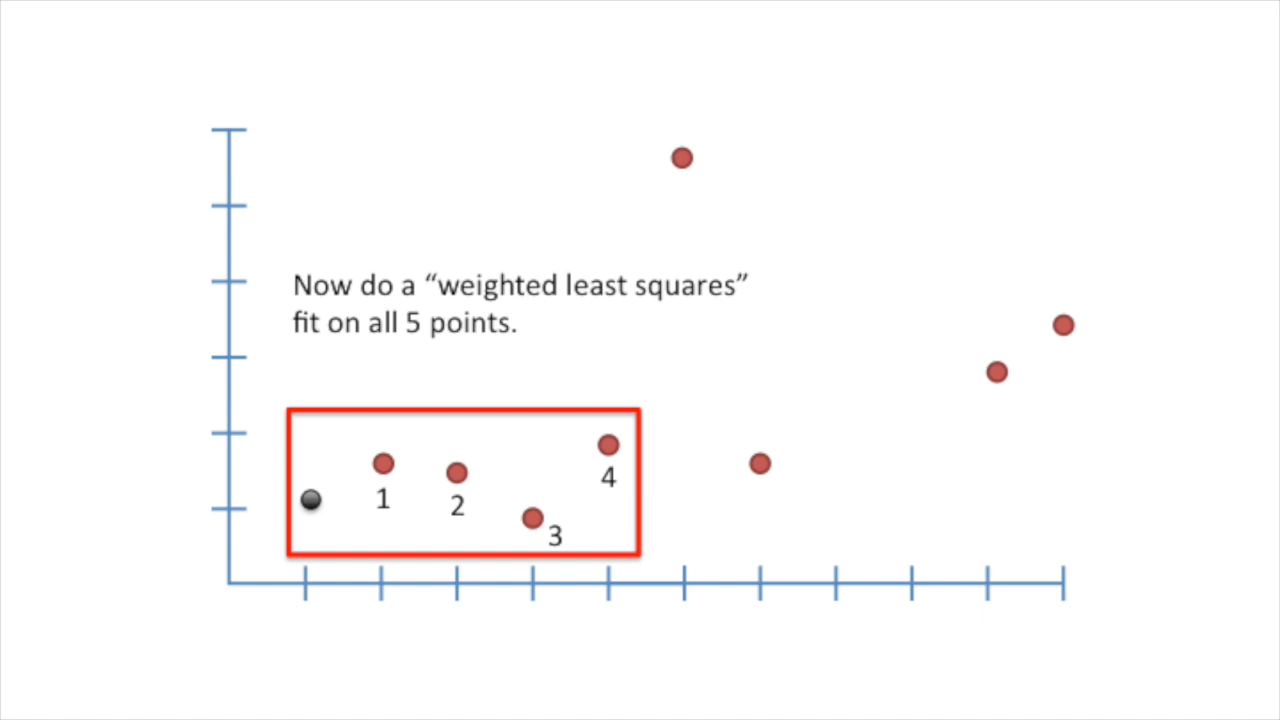 Now do a “weighted least squares”
fit on all 5 points.
1
2
3
4